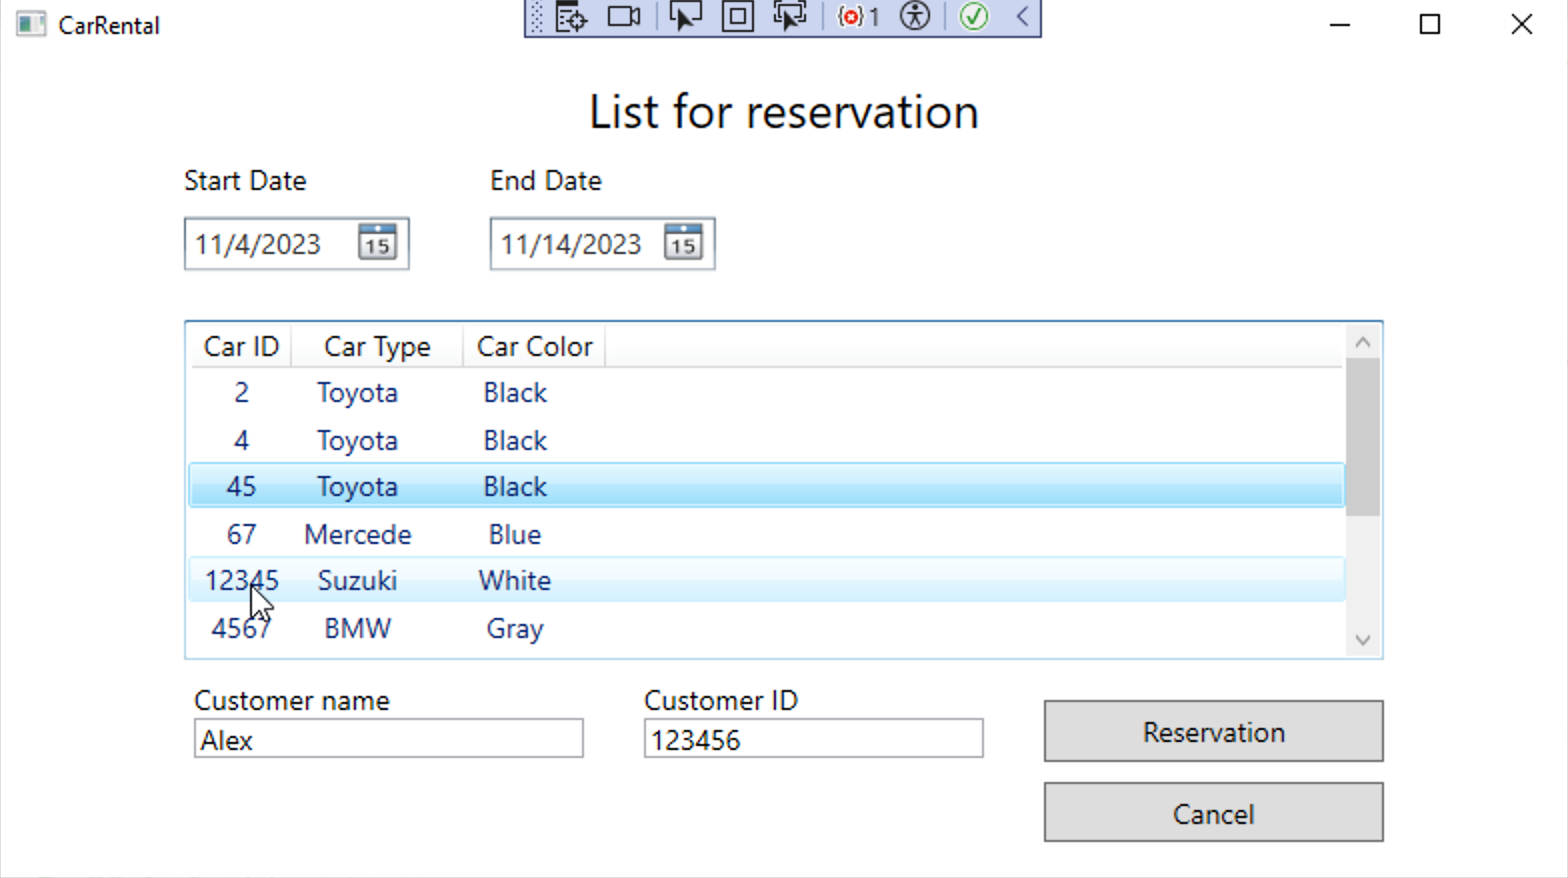 CarRental
1
List for reservation
Start Date End Date
11/4/2023 15 11/14/2023 15
Car ID Car Type Car Color
2 Toyota Black
4 Toyota Black
45 Toyota Black
67 Mercede Blue
12345 Suzuki White
4567 BMW Gray
Customer name Customer ID
Alex 123456
Reservation
Cancel